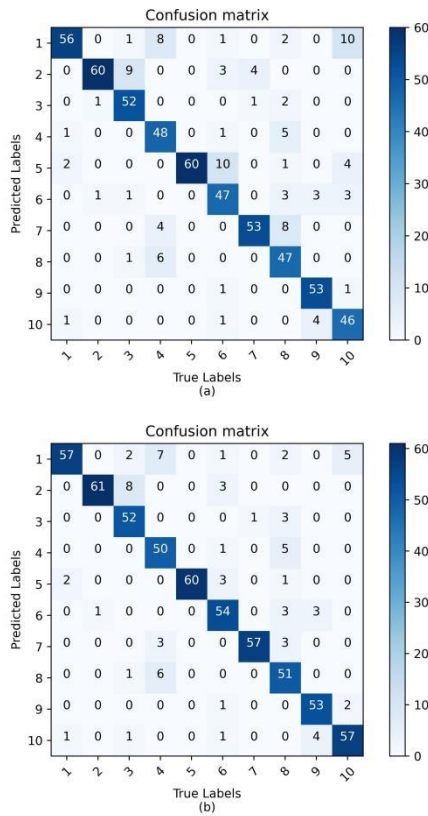 Confusion matrix
1 56 0 1 8 0 1 0 2 0 10 60
2 0 60 9 0 0 3 4 0 0 0
3 0 1 52 0 0 0 1 2 0 0 50
4 1 0 0 48 0 1 0 5 0 0 40
5 2 0 0 0 60 10 0 1 0 4
6 0 1 1 0 0 47 0 3 3 3 30
7 0 0 0 4 0 0 53 8 0 0 20
8 0 0 1 6 0 0 0 47 0 0
9 0 0 0 0 0 1 0 0 53 1 10
10 1 0 0 0 0 1 0 0 4 46 0
Predicted Labels
1 2 3 4 5 6 7 8 9 10
True Labels
(a)
Confusion matrix
1 57 0 2 7 0 1 0 2 0 5 60
2 0 61 8 0 0 3 0 0 0 0
3 0 0 52 0 0 0 1 3 0 0 50
4 0 0 0 50 0 1 0 5 0 0 40
5 2 0 0 0 60 3 0 1 0 0
6 0 1 0 0 0 54 0 3 3 0 30
7 0 0 0 3 0 0 57 3 0 0 20
8 0 0 1 6 0 0 0 51 0 0
9 0 0 0 0 0 1 0 0 53 2 10
10 1 0 1 0 0 1 0 0 4 57 0
Predicted Labels
1 2 3 4 5 6 7 8 9 10
True Labels
(b)